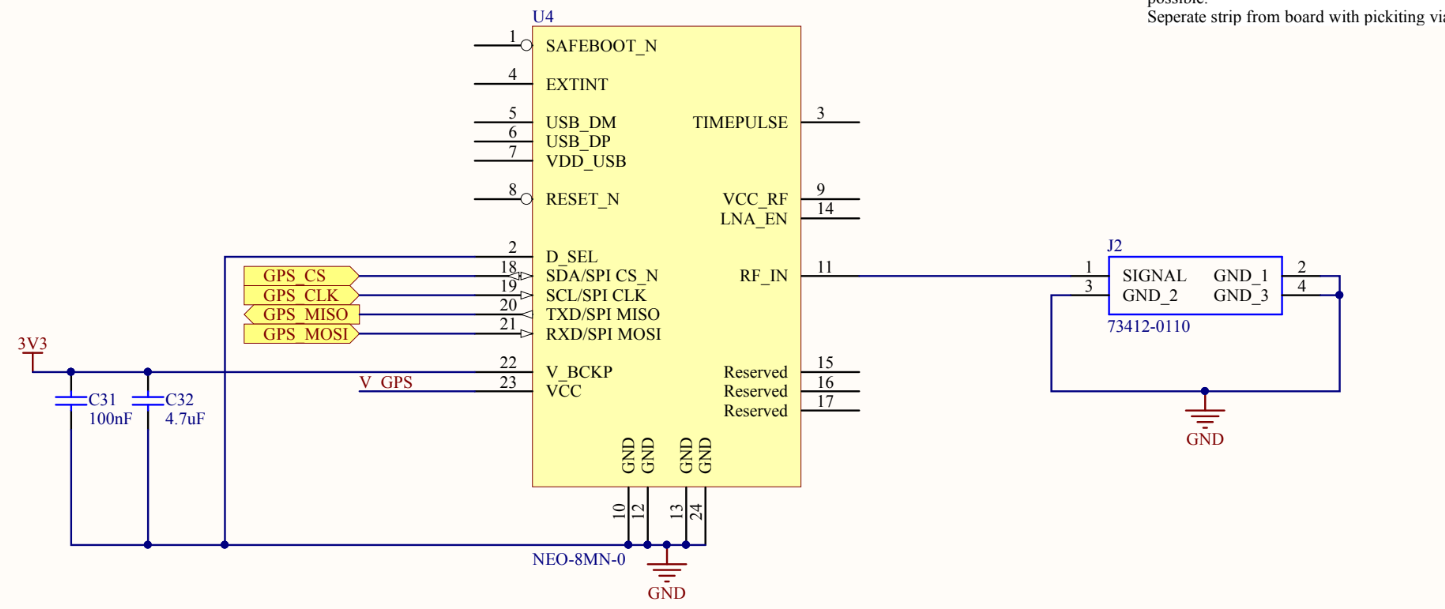 possible.
Seperate strip from board with pickiting via
U4
1 SAFEBOOT_N
4 EXTINT
5 USB_DM TIMEPULSE 3
6 USB_DP
7 VDD_USB
8 RESET_N VCC_RF 9
LNA_EN 14
2 D_SEL
J2
GPS_CS 18 SDA/SPI CS_N RF_IN 11 1 SIGNAL GND_1 2
GPS_CLK 19 SCL/SPI CLK 3 GND_2 GND_3 4
GPS_MISO 20 TXD/SPI MISO
GPS_MOSI 21 RXD/SPI MOSI 73412-0110
3V3
22 V_BCKP Reserved 15
V_GPS 23 VCC Reserved 16
C31 C32 Reserved 17
100nF 4.7uF
GND GND GND GND
GND
10 12 13 24
NEO-8MN-0
GND